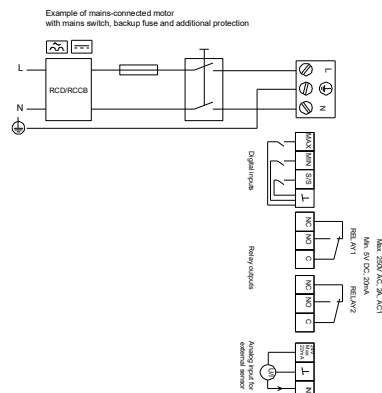 Example of mains-connected motor
with mains switch, backup fuse and additional protection
L
RCD/RCCB
N
L
N
MAX
MIN
S/S
Digital inputs
NC
NO
C
RELAY1
NC
NO
C
RELAY2
Relay outputs
Max. 250V AC, 2A, AC1
Min. 5V DC, 20mA
Max
22mA
U/I
IN
Analog input for
external sensor